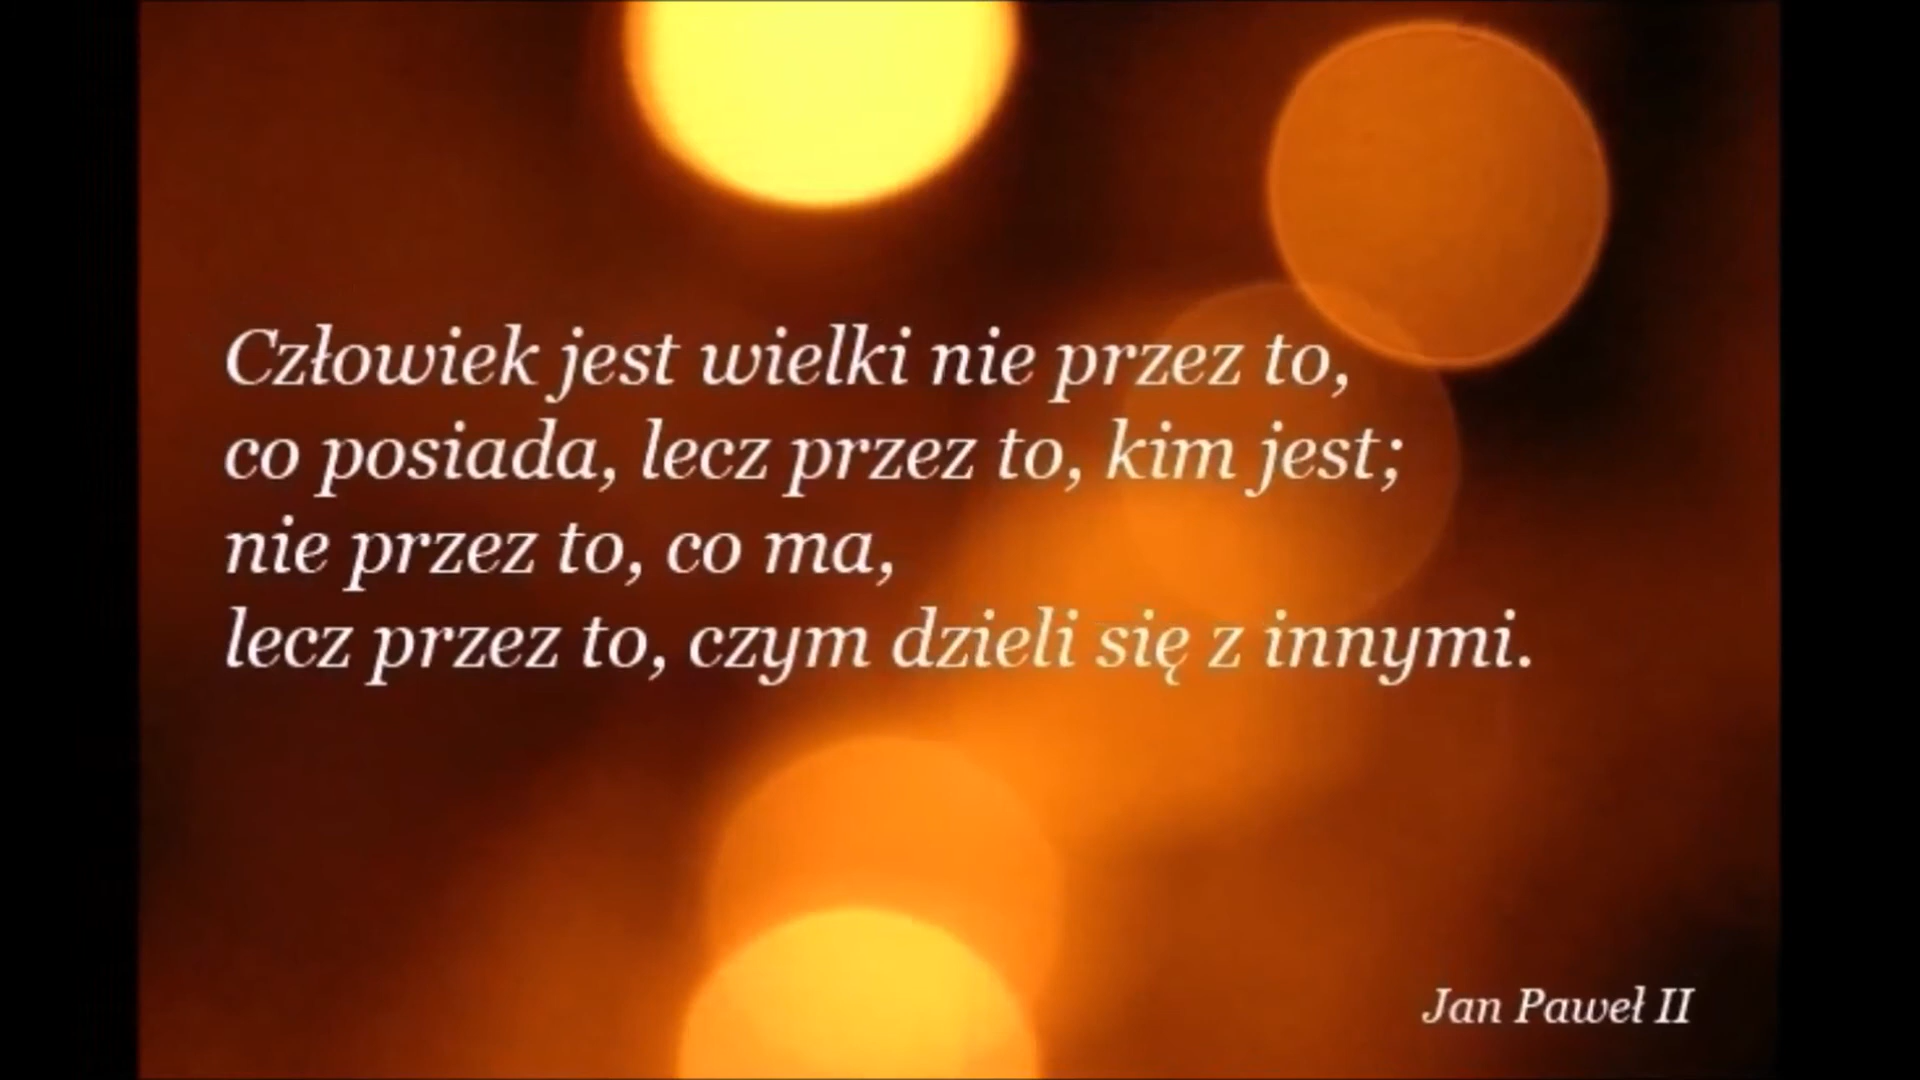 Człowiek jest wielki nie przez to,
co posiada, lecz przez to, kim jest;
nie przez to, co ma,
lecz przez to, czym dzieli się z innymi.
Jan Paweł II